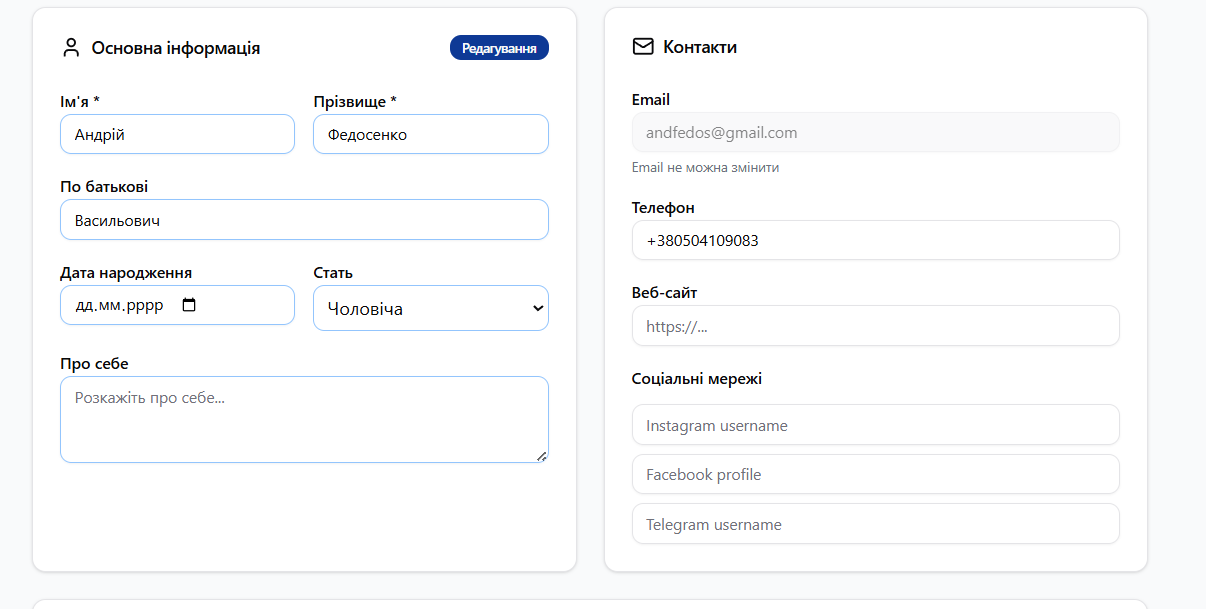 Основна інформація
Редагування
Ім'я *
Прізвище *
Андрій
Федосенко
По батькові
Васильович
Дата народження
Стать
дд.мм.рррр
Чоловіча
Про себе
Розкажіть про себе...
Контакти
Email
andfedos@gmail.com
Email не можна змінити
Телефон
+380504109083
Веб-сайт
https://...
Соціальні мережі
Instagram username
Facebook profile
Telegram username